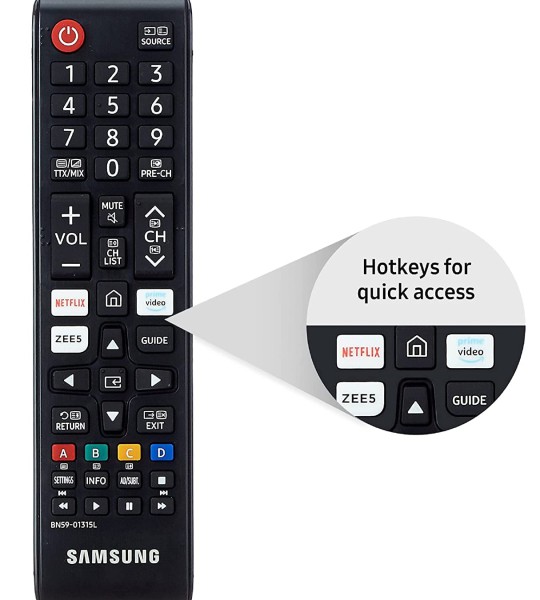 SOURCE
1 2 3
4 5 6
7 8 9
TTX/MIX 0 PRE-CH
+ MUTE
VOL CH
− CH LIST
NETFLIX prime video
ZEE5 GUIDE
RETURN EXIT
A B C D
SETTINGS INFO AD/SUBT.
BN59-01315L
SAMSUNG
Hotkeys for
quick access
NETFLIX prime video
ZEE5 GUIDE